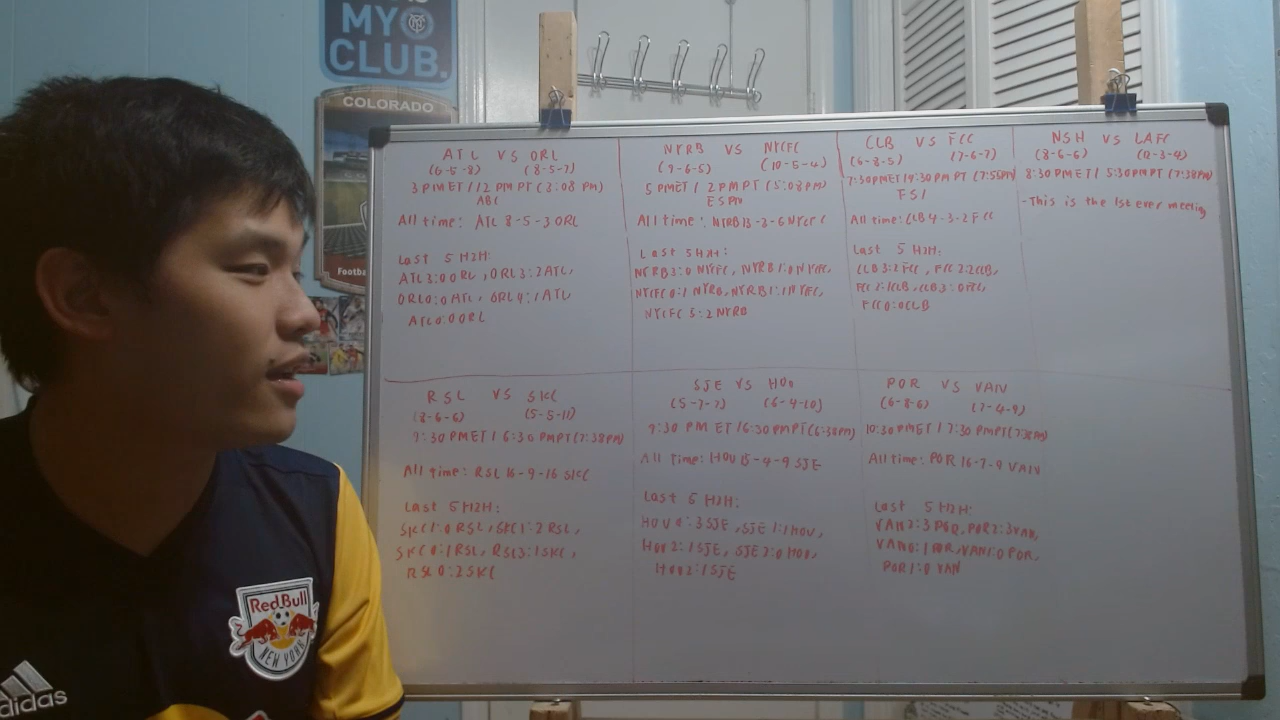 MY
CLUB.
COLORADO
Footba
ATL VS ORL
(6-5-8) (8-5-7)
3 PM ET / 12 PM PT (3:08 PM)
ABC
All time: ATL 8-5-3 ORL
Last 5 H2H:
ATL 3:0 ORL, ORL 3:2 ATL,
ORL 0:0 ATL, ORL 4:1 ATL
ATL 0:0 ORL
NYRB VS NYCFC
(9-6-5) (10-5-4)
5 PM ET / 2 PM PT (5:08 PM)
ESPN
All time: NYRB 13-3-6 NYCFC
Last 5 H2H:
NYRB 3:0 NYCFC, NYRB 1:0 NYCFC,
NYCFC 0:1 NYRB, NYRB 1:1 NYCFC,
NYCFC 3:2 NYRB
CLB VS FCC
(6-8-5) (7-6-7)
7:30 PM ET / 4:30 PM PT (7:55 PM)
FS1
All time: CLB 4-3-2 FCC
Last 5 H2H:
CLB 3:2 FCC, FCC 2:2 CLB,
FCC 1:1 CLB, CLB 3:0 FCC,
FCC 0:0 CLB
NSH VS LAFC
(8-6-6)
8:30 PM ET / 5:30 PM PT (7:38 PM)
-This is the 1st ever meeting
RSL VS SKC
(8-6-6) (5-5-11)
9:30 PM ET / 6:30 PM PT (7:38 PM)
All time: RSL 16-9-16 SKC
Last 5 H2H:
SKC 1:0 RSL, SKC 1:2 RSL,
SKC 0:1 RSL, RSL 3:1 SKC,
RSL 0:2 SKC
SJE VS HOU
(5-7-7) (6-4-10)
9:30 PM ET / 6:30 PM PT (6:38 PM)
All time: HOU 15-4-9 SJE
Last 5 H2H:
HOU 0:3 SJE, SJE 1:1 HOU,
HOU 2:1 SJE, SJE 2:0 HOU,
HOU 2:1 SJE
POR VS VAN
(6-8-6) (7-4-9)
10:30 PM ET / 7:30 PM PT (7:38 PM)
All time: POR 16-7-9 VAN
Last 5 H2H:
VAN 2:3 POR, POR 2:3 VAN,
VAN 0:1 POR, VAN 1:0 POR,
POR 1:0 VAN
Red Bull
NEW YORK
adidas